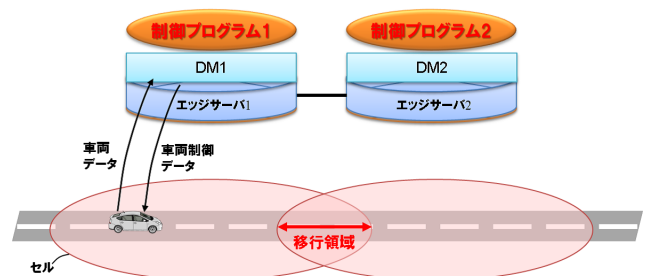 制御プログラム1
制御プログラム2
DM1
DM2
エッジサーバ1
エッジサーバ2
車両
データ
車両制御
データ
移行領域
セル